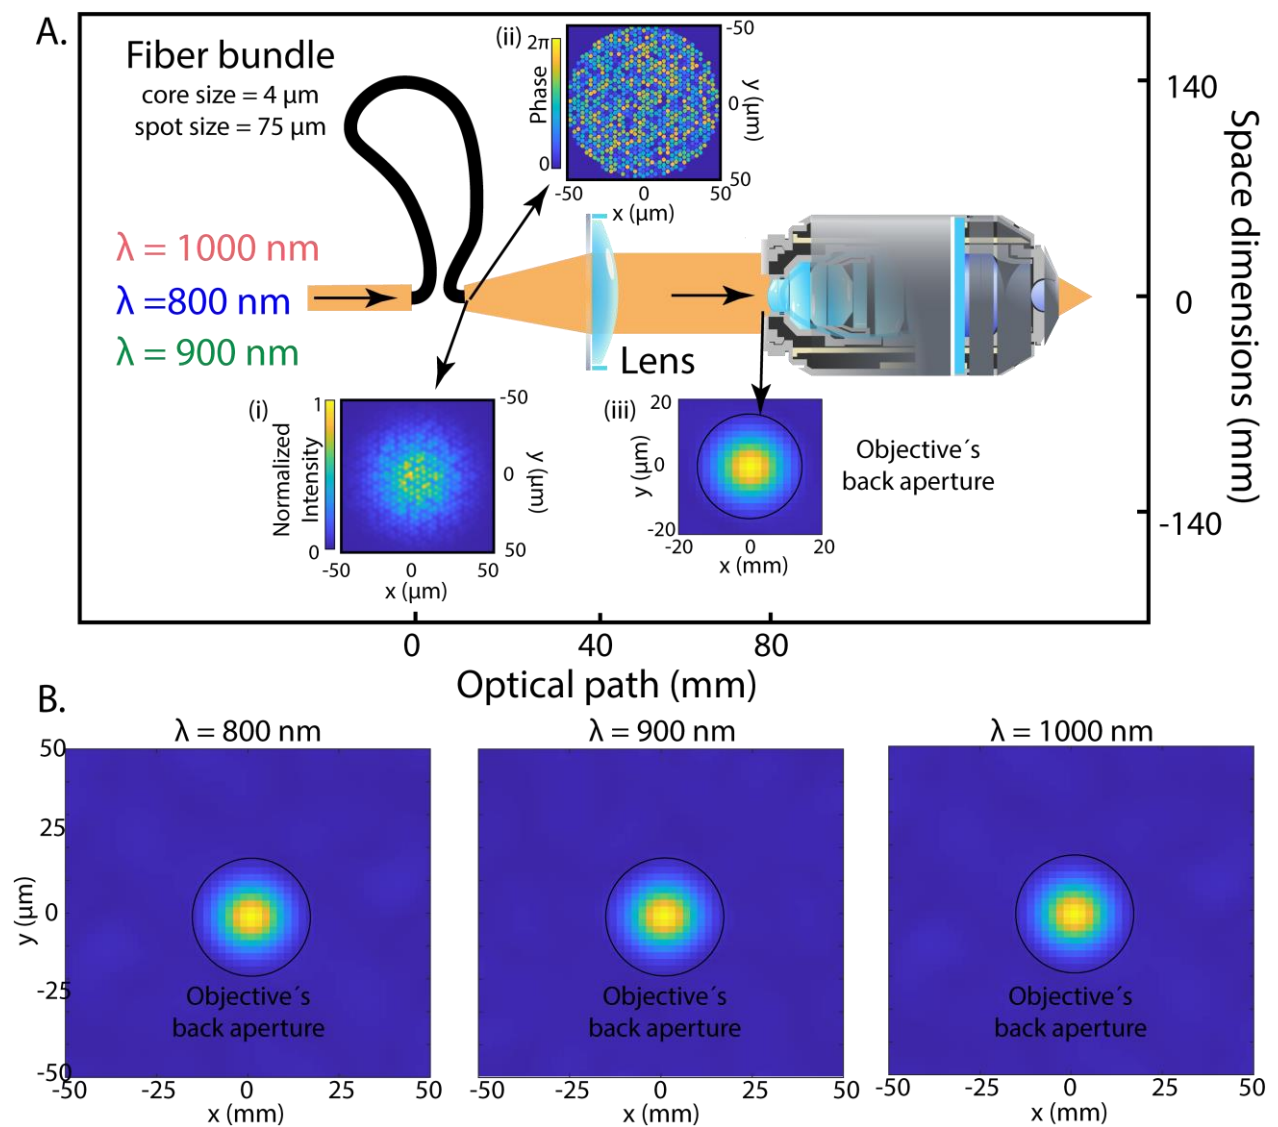 A.
Fiber bundle
core size = 4 µm
spot size = 75 µm
(ii)
2π
Phase
0
-50
0
50
y (µm)
-50
0
50
x (µm)
λ = 1000 nm
λ =800 nm
λ = 900 nm
Lens
140
0
-140
Space dimensions (mm)
(i)
1
Normalized
Intensity
0
-50
0
50
y (µm)
-50
0
50
x (µm)
(iii)
20
0
-20
y (µm)
-20
0
20
x (mm)
Objective´s
back aperture
0
40
80
Optical path (mm)
B.
λ = 800 nm
λ = 900 nm
λ = 1000 nm
50
25
0
-25
-50
y (µm)
Objective´s
back aperture
Objective´s
back aperture
Objective´s
back aperture
-50
-25
0
25
50
x (mm)
-50
-25
0
25
50
x (mm)
-50
-25
0
25
50
x (mm)